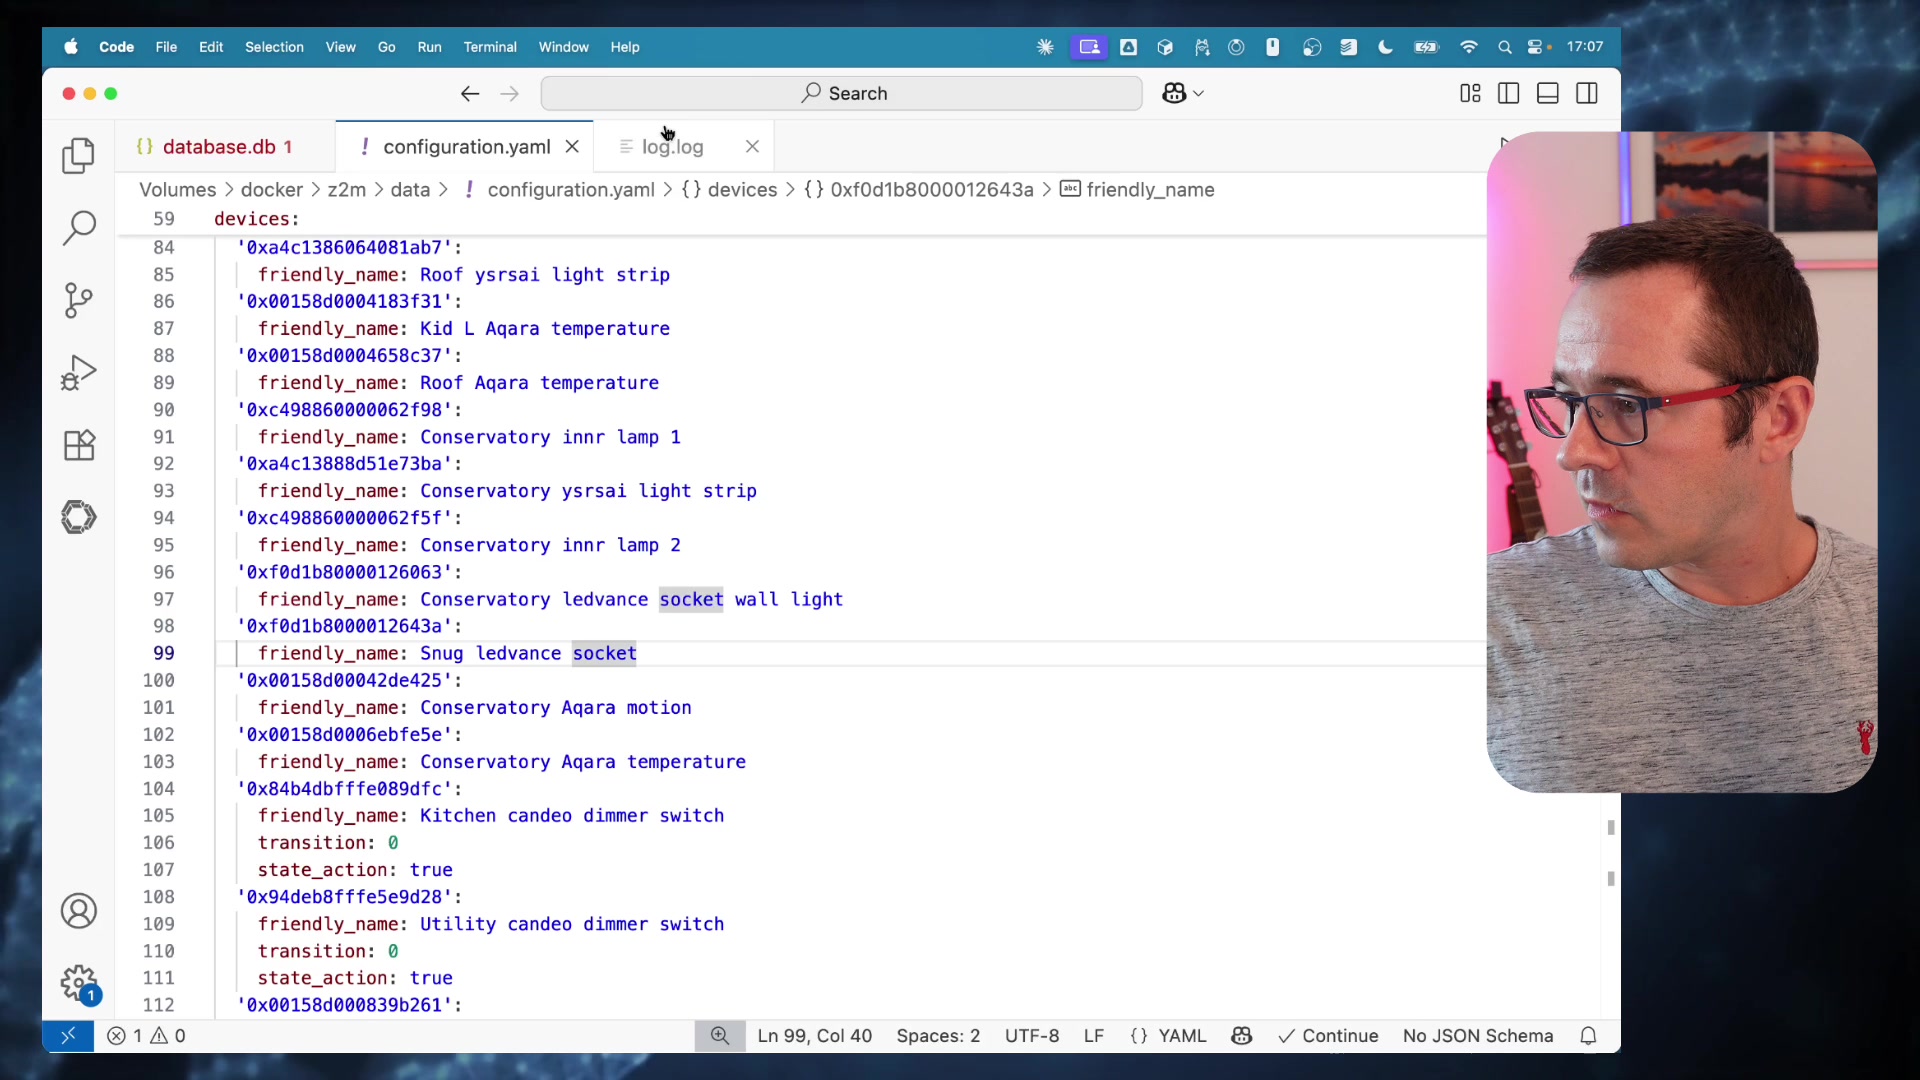 Code File Edit Selection View Go Run Terminal Window Help 17:07
Search
database.db 1 configuration.yaml log.log
Volumes > docker > z2m > data > configuration.yaml > {} devices > {} 0xf0d1b8000012643a > friendly_name
59 devices:
84 '0xa4c1386064081ab7':
85 friendly_name: Roof ysrsai light strip
86 '0x00158d0004183f31':
87 friendly_name: Kid L Aqara temperature
88 '0x00158d0004658c37':
89 friendly_name: Roof Aqara temperature
90 '0xc498860000062f98':
91 friendly_name: Conservatory innr lamp 1
92 '0xa4c13888d51e73ba':
93 friendly_name: Conservatory ysrsai light strip
94 '0xc498860000062f5f':
95 friendly_name: Conservatory innr lamp 2
96 '0xf0d1b80000126063':
97 friendly_name: Conservatory ledvance socket wall light
98 '0xf0d1b8000012643a':
99 friendly_name: Snug ledvance socket
100 '0x00158d00042de425':
101 friendly_name: Conservatory Aqara motion
102 '0x00158d0006ebfe5e':
103 friendly_name: Conservatory Aqara temperature
104 '0x84b4dbfffe089dfc':
105 friendly_name: Kitchen candeo dimmer switch
106 transition: 0
107 state_action: true
108 '0x94deb8fffe5e9d28':
109 friendly_name: Utility candeo dimmer switch
110 transition: 0
111 state_action: true
112 '0x00158d000839b261':
1
1 0 Ln 99, Col 40 Spaces: 2 UTF-8 LF {} YAML Continue No JSON Schema